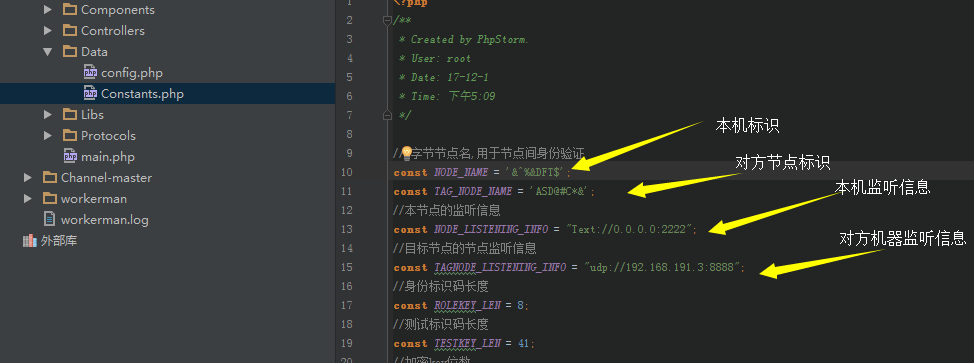 Components
Controllers
Data
config.php
Constants.php
Libs
Protocols
main.php
Channel-master
workerman
workerman.log
外部库
1 <?php
2 /**
3 * Created by PhpStorm.
4 * User: root
5 * Date: 17-12-1
6 * Time: 下午5:09
7 */
8
9 //字节节点名,用于节点间身份验证
10 const NODE_NAME = '&^%&DFT$';
11 const TAG_NODE_NAME = 'ASD@#C*&';
12 //本节点的监听信息
13 const NODE_LISTENING_INFO = "Text://0.0.0.0:2222";
14 //目标节点的节点监听信息
15 const TAGNODE_LISTENING_INFO = "udp://192.168.191.3:8888";
16 //身份标识码长度
17 const ROLEKEY_LEN = 8;
18 //测试标识码长度
19 const TESTKEY_LEN = 41;
20 //加密key位数
本机标识
对方节点标识
本机监听信息
对方机器监听信息